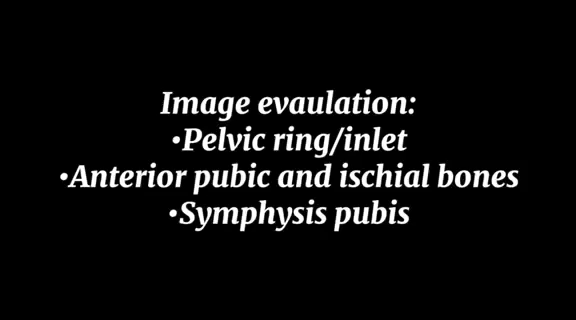 Image evaulation:
•Pelvic ring/inlet
•Anterior pubic and ischial bones
•Symphysis pubis